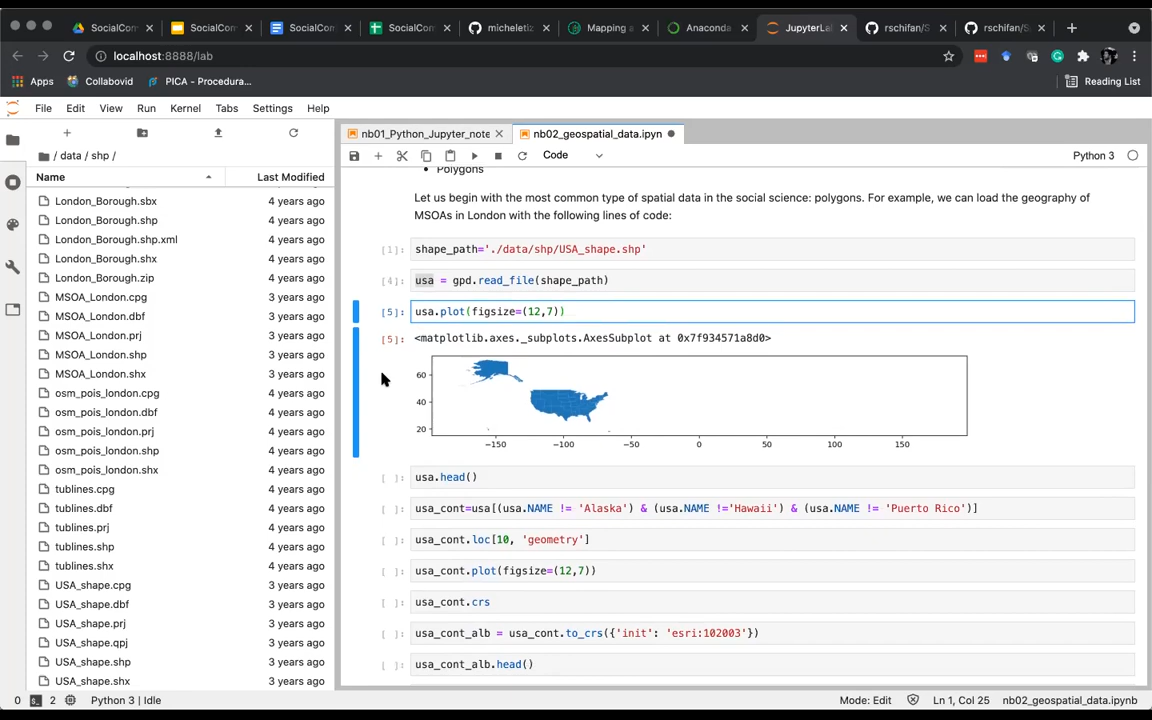 SocialCom
SocialCom
SocialCom
SocialCom
micheletiz
Mapping a
Anaconda
JupyterLa
rschifan/S
rschifan/S
localhost:8888/lab
Apps
Collabovid
PICA - Procedura...
Reading List
File Edit View Run Kernel Tabs Settings Help
nb01_Python_Jupyter_note
nb02_geospatial_data.ipyn
/ data / shp /
Code
Python 3
Name Last Modified
London_Borough.sbx 4 years ago
London_Borough.shp 4 years ago
London_Borough.shp.xml 4 years ago
London_Borough.shx 4 years ago
London_Borough.zip 4 years ago
MSOA_London.cpg 3 years ago
MSOA_London.dbf 3 years ago
MSOA_London.prj 3 years ago
MSOA_London.shp 3 years ago
MSOA_London.shx 3 years ago
osm_pois_london.cpg 4 years ago
osm_pois_london.dbf 4 years ago
osm_pois_london.prj 4 years ago
osm_pois_london.shp 4 years ago
osm_pois_london.shx 4 years ago
tublines.cpg 4 years ago
tublines.dbf 4 years ago
tublines.prj 4 years ago
tublines.shp 4 years ago
tublines.shx 4 years ago
USA_shape.cpg 3 years ago
USA_shape.dbf 3 years ago
USA_shape.prj 3 years ago
USA_shape.qpj 3 years ago
USA_shape.shp 3 years ago
USA_shape.shx 3 years ago
Polygons
Let us begin with the most common type of spatial data in the social science: polygons. For example, we can load the geography of
MSOAs in London with the following lines of code:
[1]: shape_path='./data/shp/USA_shape.shp'
[4]: usa = gpd.read_file(shape_path)
[5]: usa.plot(figsize=(12,7))
[5]: <matplotlib.axes._subplots.AxesSubplot at 0x7f934571a8d0>
60
40
20
−150 −100 −50 0 50 100 150
[ ]: usa.head()
[ ]: usa_cont=usa[(usa.NAME != 'Alaska') & (usa.NAME !='Hawaii') & (usa.NAME != 'Puerto Rico')]
[ ]: usa_cont.loc[10, 'geometry']
[ ]: usa_cont.plot(figsize=(12,7))
[ ]: usa_cont.crs
[ ]: usa_cont_alb = usa_cont.to_crs({'init': 'esri:102003'})
[ ]: usa_cont_alb.head()
0 2 Python 3 | Idle
Mode: Edit Ln 1, Col 25 nb02_geospatial_data.ipynb